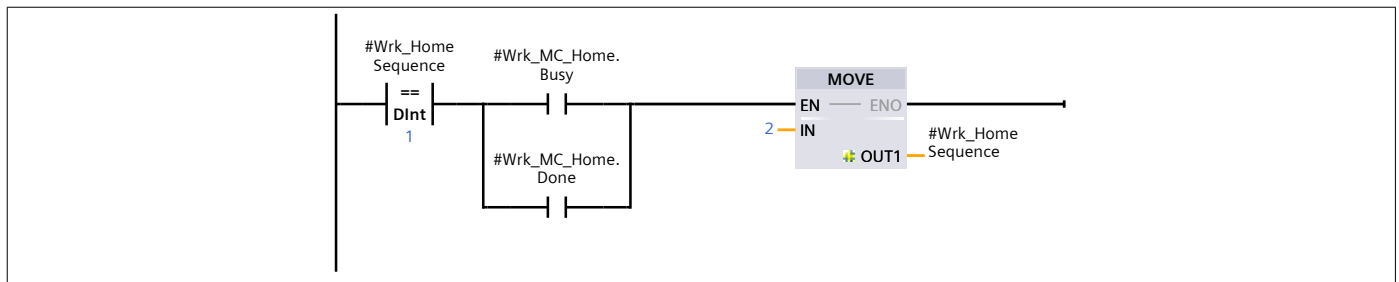 #Wrk_Home
Sequence
==
DInt
1
#Wrk_MC_Home.
Busy
#Wrk_MC_Home.
Done
MOVE
EN
ENO
2
IN
OUT1
#Wrk_Home
Sequence